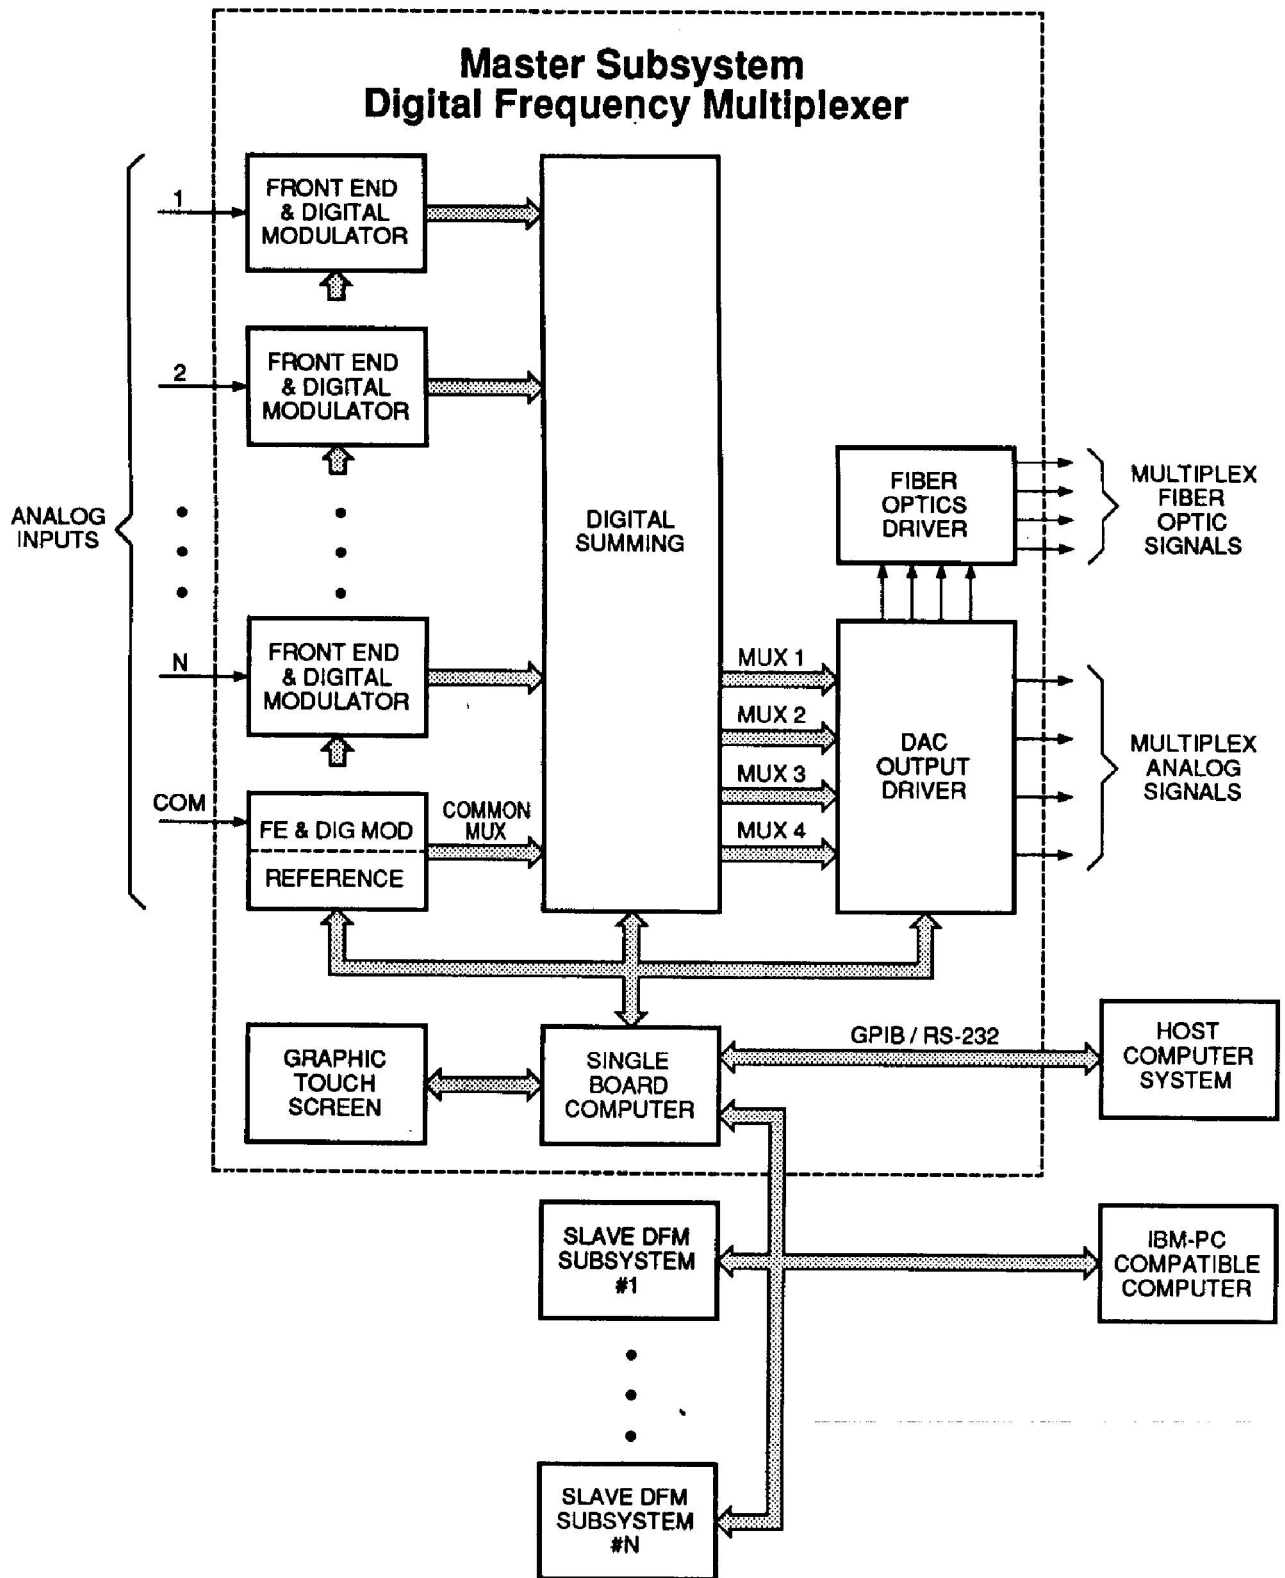 Master Subsystem
Digital Frequency Multiplexer
1
FRONT END
& DIGITAL
MODULATOR
2
FRONT END
& DIGITAL
MODULATOR
ANALOG
INPUTS
DIGITAL
SUMMING
FIBER
OPTICS
DRIVER
MULTIPLEX
FIBER
OPTIC
SIGNALS
N
FRONT END
& DIGITAL
MODULATOR
MUX 1
MUX 2
MUX 3
MUX 4
DAC
OUTPUT
DRIVER
MULTIPLEX
ANALOG
SIGNALS
COM
FE & DIG MOD
REFERENCE
COMMON
MUX
GRAPHIC
TOUCH
SCREEN
SINGLE
BOARD
COMPUTER
GPIB / RS-232
HOST
COMPUTER
SYSTEM
SLAVE DFM
SUBSYSTEM
#1
IBM-PC
COMPATIBLE
COMPUTER
SLAVE DFM
SUBSYSTEM
#N